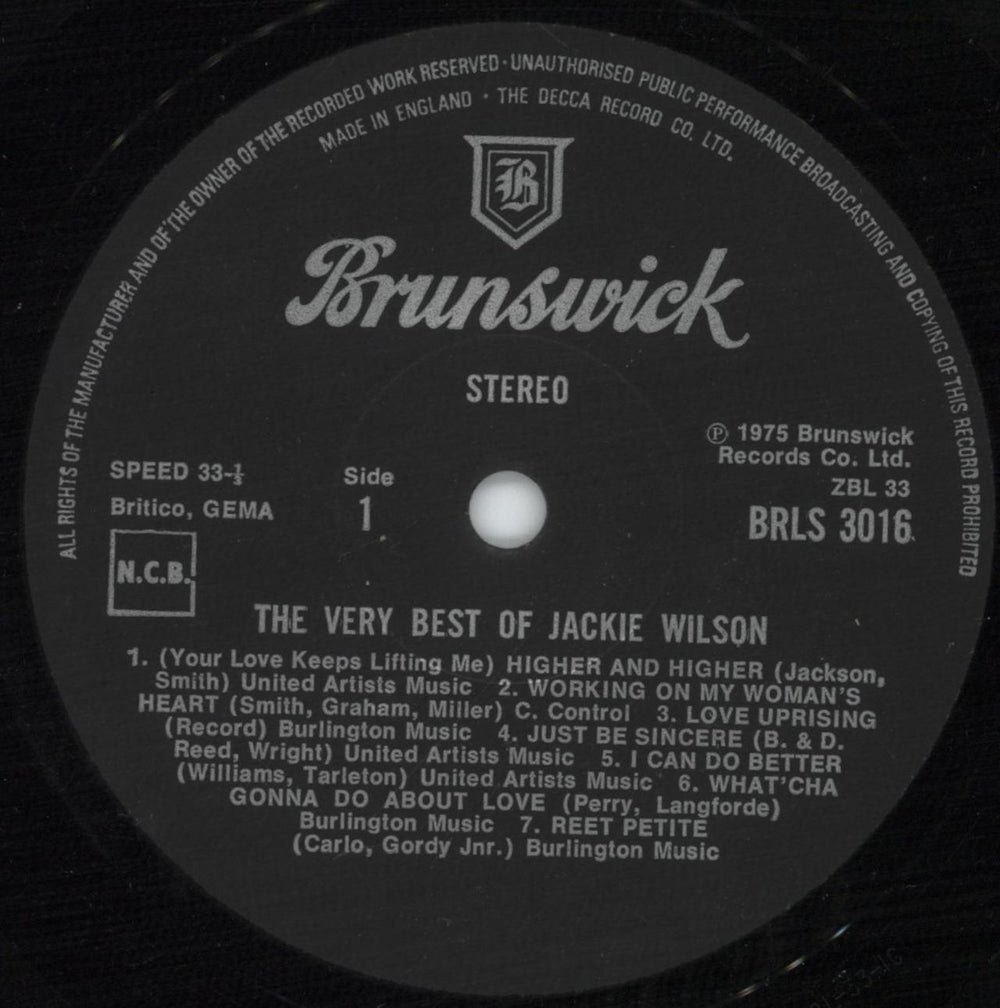 ALL RIGHTS OF THE MANUFACTURER AND OF THE OWNER OF THE RECORDED WORK RESERVED · UNAUTHORISED PUBLIC PERFORMANCE BROADCASTING AND COPYING OF THIS RECORD PROHIBITED
MADE IN ENGLAND · THE DECCA RECORD CO. LTD.
B
Brunswick
STEREO
℗ 1975 Brunswick
Records Co. Ltd.
ZBL 33
BRLS 3016
SPEED 33-⅓
Britico, GEMA
N.C.B.
Side
1
THE VERY BEST OF JACKIE WILSON
1. (Your Love Keeps Lifting Me) HIGHER AND HIGHER (Jackson,
Smith) United Artists Music 2. WORKING ON MY WOMAN'S
HEART (Smith, Graham, Miller) C. Control 3. LOVE UPRISING
(Record) Burlington Music 4. JUST BE SINCERE (B. & D.
Reed, Wright) United Artists Music 5. I CAN DO BETTER
(Williams, Tarleton) United Artists Music 6. WHAT'CHA
GONNA DO ABOUT LOVE (Perry, Langforde)
Burlington Music 7. REET PETITE
(Carlo, Gordy Jnr.) Burlington Music